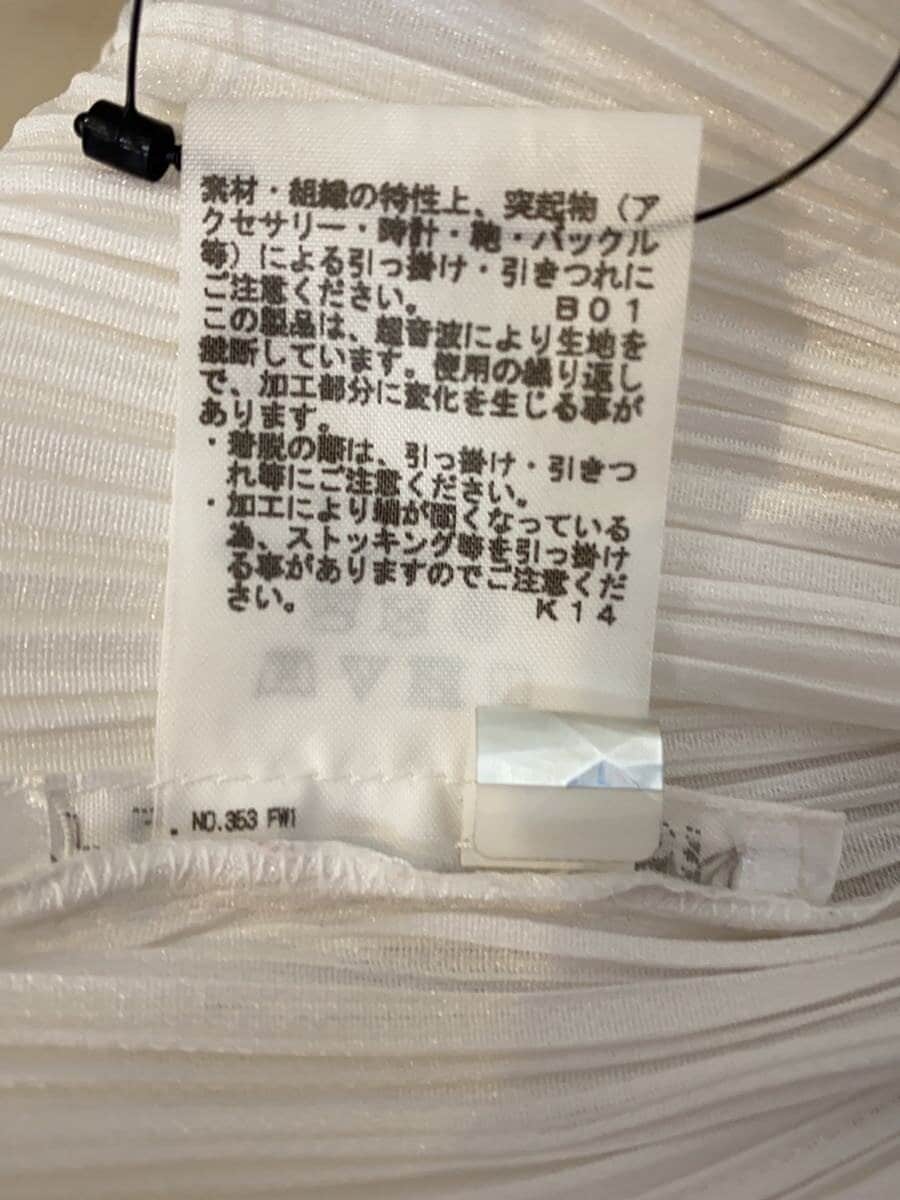 素材・組織の特性上、突起物（ア
クセサリー・時計・鞄・バックル
等）による引っ掛け・引きつれに
ご注意ください。 B01
この製品は、超音波により生地を
裁断しています。使用の繰り返し
で、加工部分に変化を生じる事が
あります。
・着脱の際は、引っ掛け・引きつ
れ等にご注意ください。
・加工により端が固くなっている
為、ストッキング等を引っ掛け
る事がありますのでご注意くだ
さい。 K14
NO.353 FW1